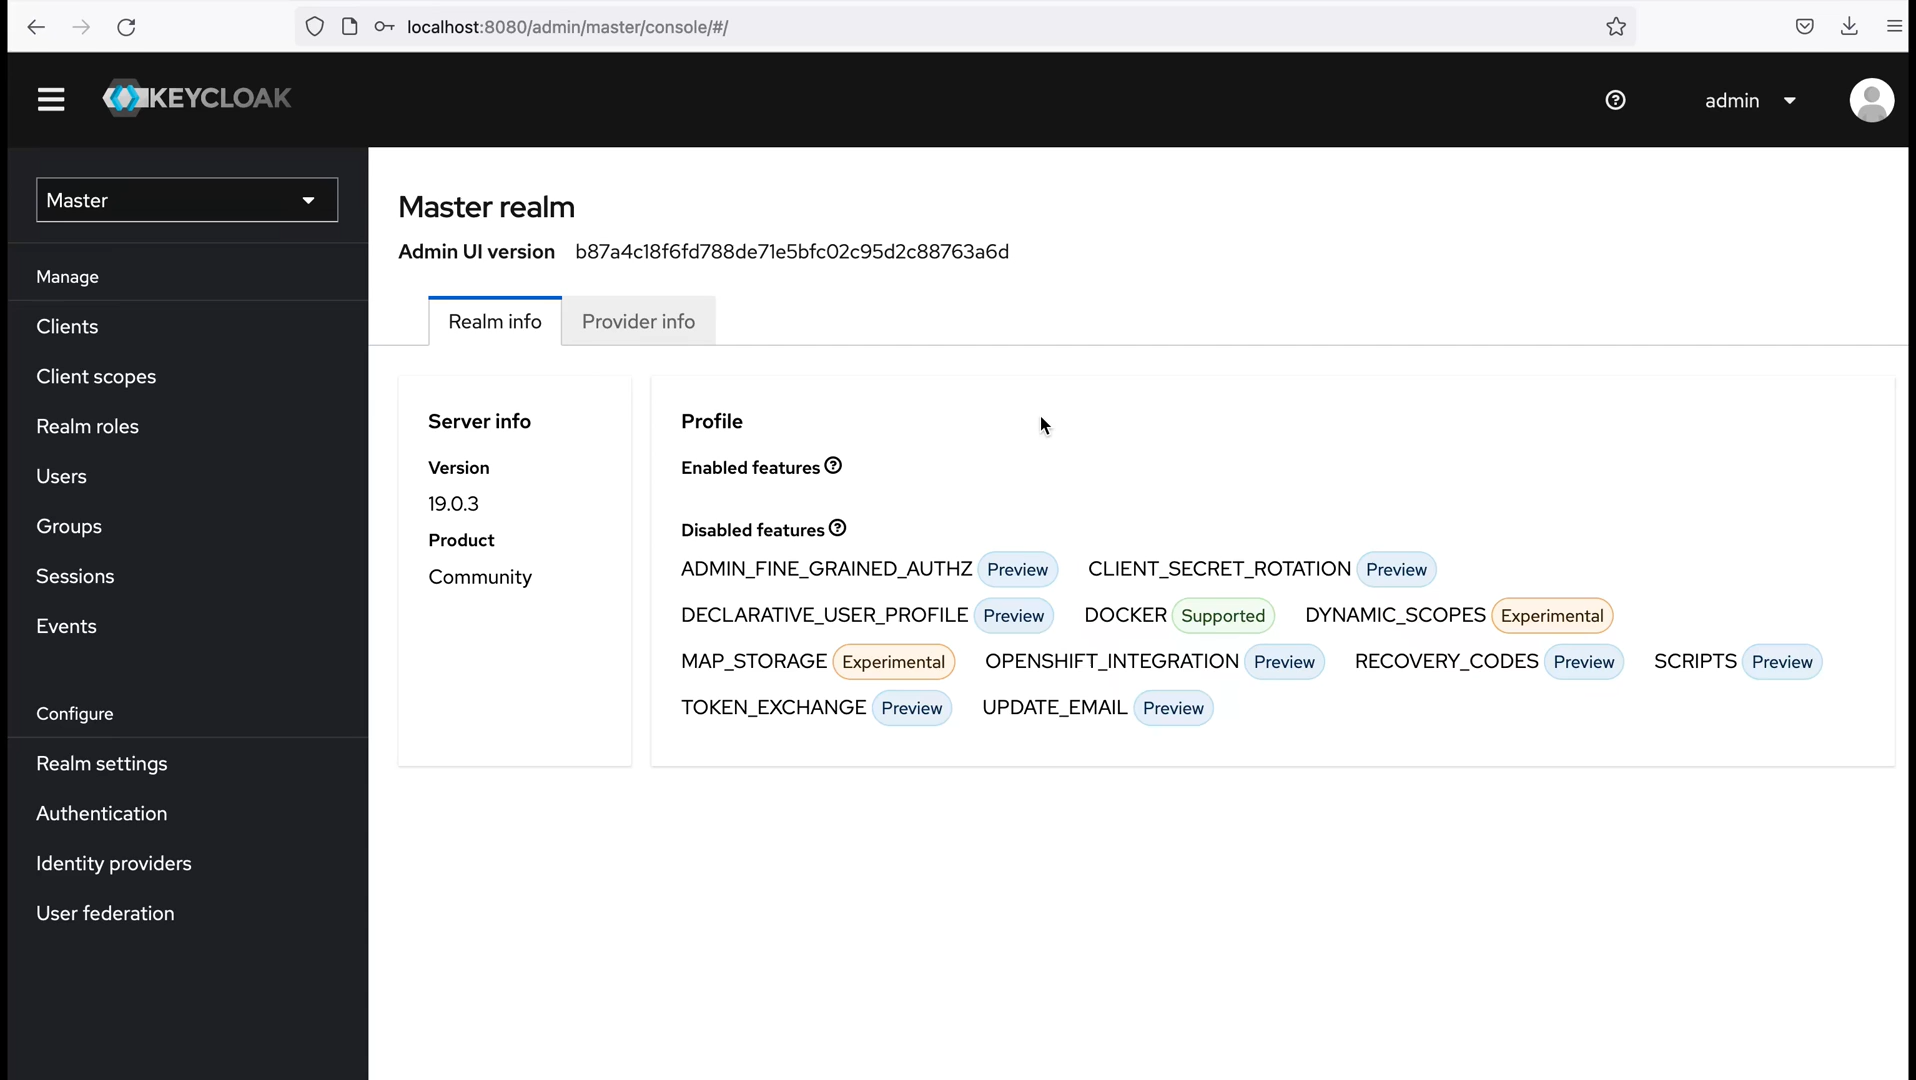 localhost:8080/admin/master/console/#/
KEYCLOAK
admin
Master
Manage
Clients
Client scopes
Realm roles
Users
Groups
Sessions
Events
Configure
Realm settings
Authentication
Identity providers
User federation
Master realm
Admin UI version b87a4c18f6fd788de71e5bfc02c95d2c88763a6d
Realm info Provider info
Server info
Version
19.0.3
Product
Community
Profile
Enabled features
Disabled features
ADMIN_FINE_GRAINED_AUTHZ Preview CLIENT_SECRET_ROTATION Preview
DECLARATIVE_USER_PROFILE Preview DOCKER Supported DYNAMIC_SCOPES Experimental
MAP_STORAGE Experimental OPENSHIFT_INTEGRATION Preview RECOVERY_CODES Preview SCRIPTS Preview
TOKEN_EXCHANGE Preview UPDATE_EMAIL Preview